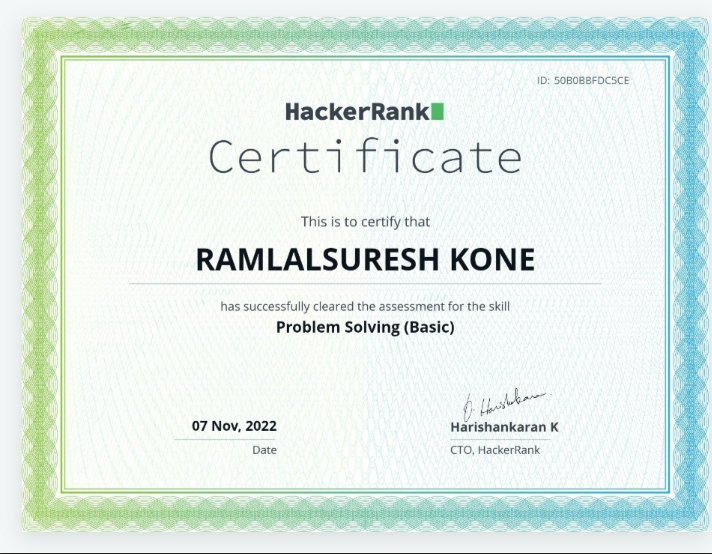 ID: 50B0BBFDC5CE
HackerRank
Certificate
This is to certify that
RAMLALSURESH KONE
has successfully cleared the assessment for the skill
Problem Solving (Basic)
07 Nov, 2022
Date
Harishankaran K
CTO, HackerRank